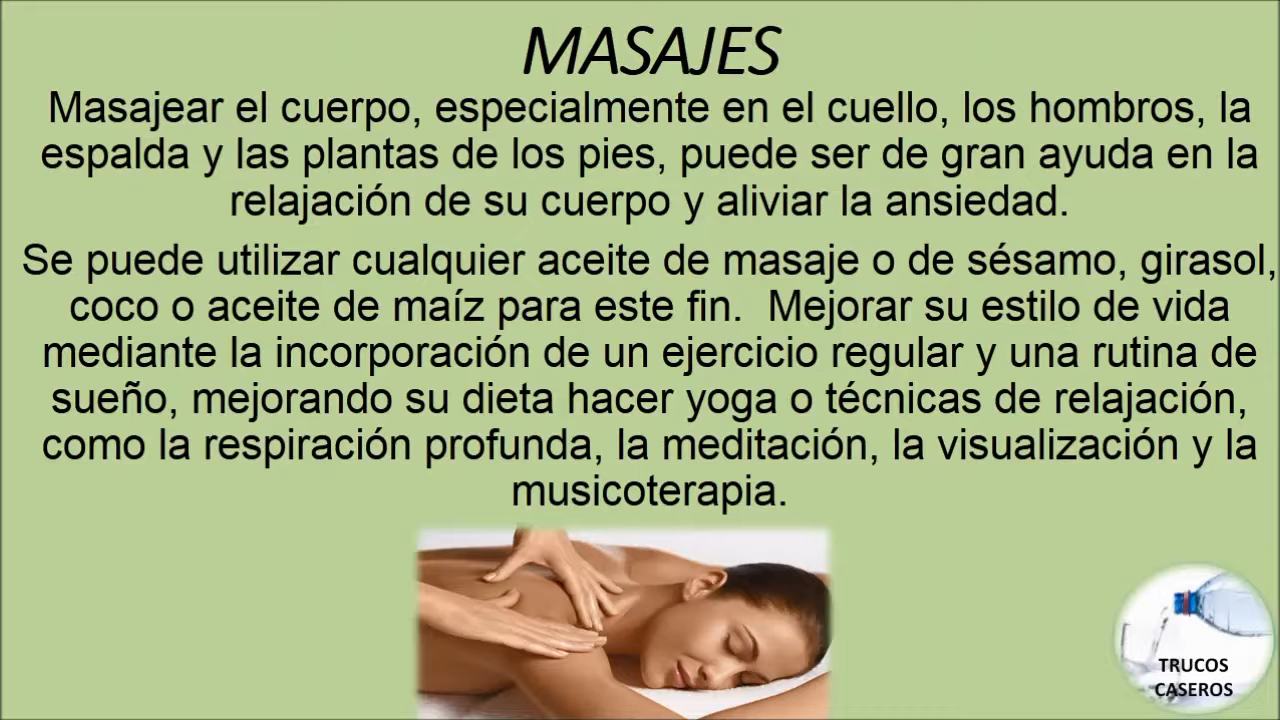 MASAJES
Masajear el cuerpo, especialmente en el cuello, los hombros, la
espalda y las plantas de los pies, puede ser de gran ayuda en la
relajación de su cuerpo y aliviar la ansiedad.
Se puede utilizar cualquier aceite de masaje o de sésamo, girasol,
coco o aceite de maíz para este fin.  Mejorar su estilo de vida
mediante la incorporación de un ejercicio regular y una rutina de
sueño, mejorando su dieta hacer yoga o técnicas de relajación,
como la respiración profunda, la meditación, la visualización y la
musicoterapia.
TRUCOS
CASEROS